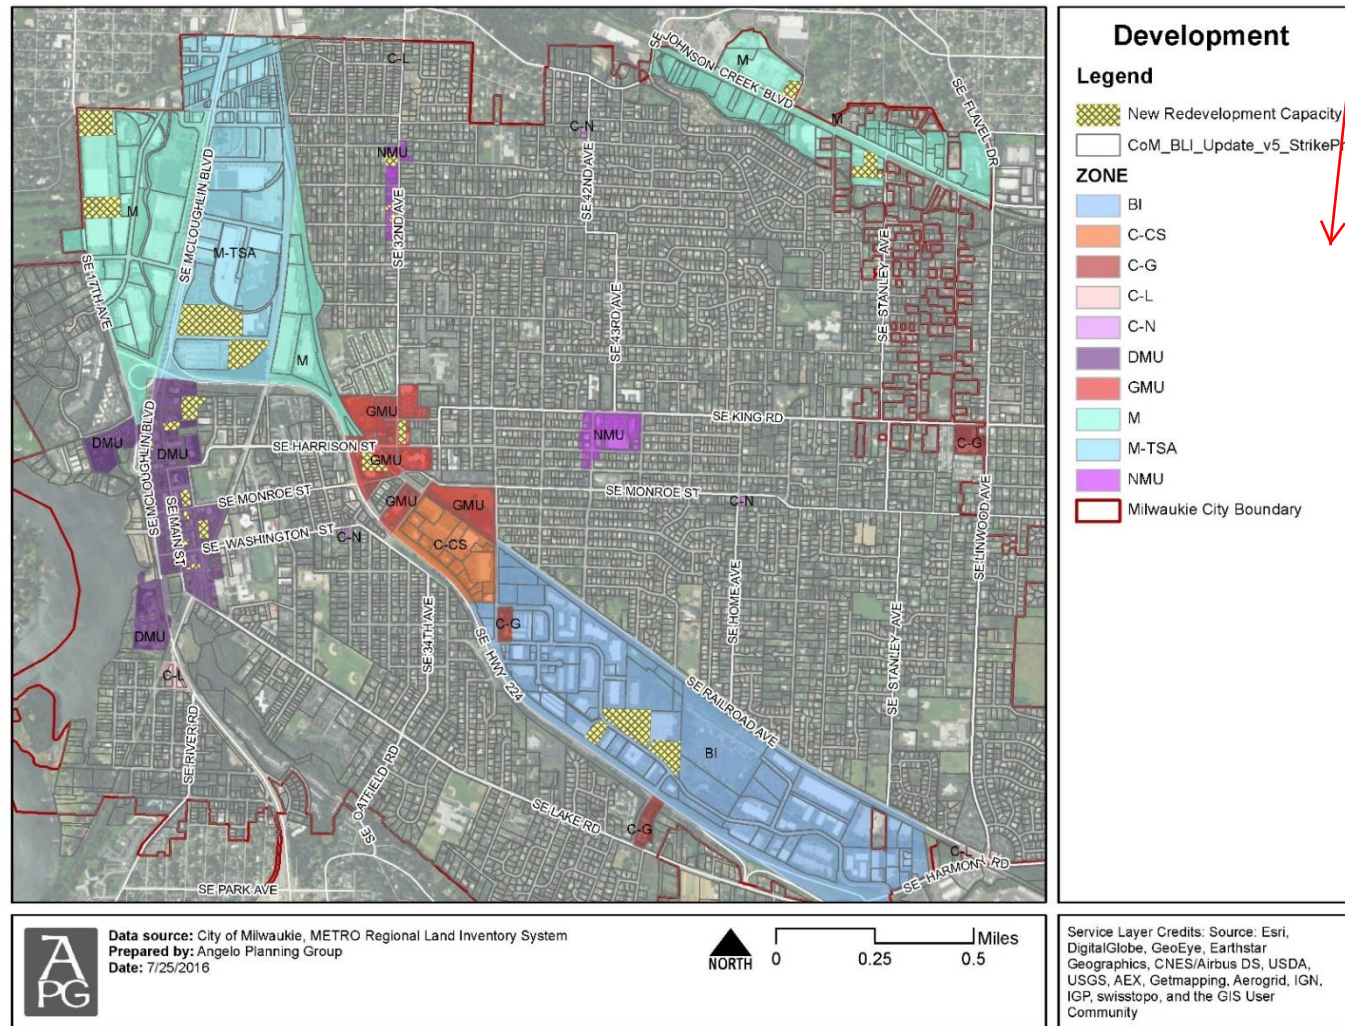 Development
Legend
New Redevelopment Capacity
CoM_BLI_Update_v5_StrikePr
ZONE
BI
C-CS
C-G
C-L
C-N
DMU
GMU
M
M-TSA
NMU
Milwaukie City Boundary
C-L
SE JOHNSON CREEK BLVD
M
SE FLAVEL DR
C-N
M
NMU
SE 42ND AVE
SE 32ND AVE
SE MCLOUGHLIN BLVD
M
M-TSA
SE 17TH AVE
SE STANLEY AVE
SE 43RD AVE
M
GMU
SE KING RD
DMU
DMU
SE HARRISON ST
NMU
C-G
GMU
SE MCLOUGHLIN BLVD
SE MAIN ST
SE MONROE ST
GMU
GMU
SE MONROE ST
C-N
SE LINWOOD AVE
SE WASHINGTON ST
C-N
C-CS
SE 34TH AVE
C-G
SE HOME AVE
DMU
SE HWY 224
SE STANLEY AVE
C-L
SE RAILROAD AVE
SE RIVER RD
BI
SE OATFIELD RD
SE LAKE RD
C-G
SE HARMONY RD
SE PARK AVE
A
PG
Data source: City of Milwaukie, METRO Regional Land Inventory System
Prepared by: Angelo Planning Group
Date: 7/25/2016
NORTH
0 0.25 0.5
Miles
Service Layer Credits: Source: Esri,
DigitalGlobe, GeoEye, Earthstar
Geographics, CNES/Airbus DS, USDA,
USGS, AEX, Getmapping, Aerogrid, IGN,
IGP, swisstopo, and the GIS User
Community